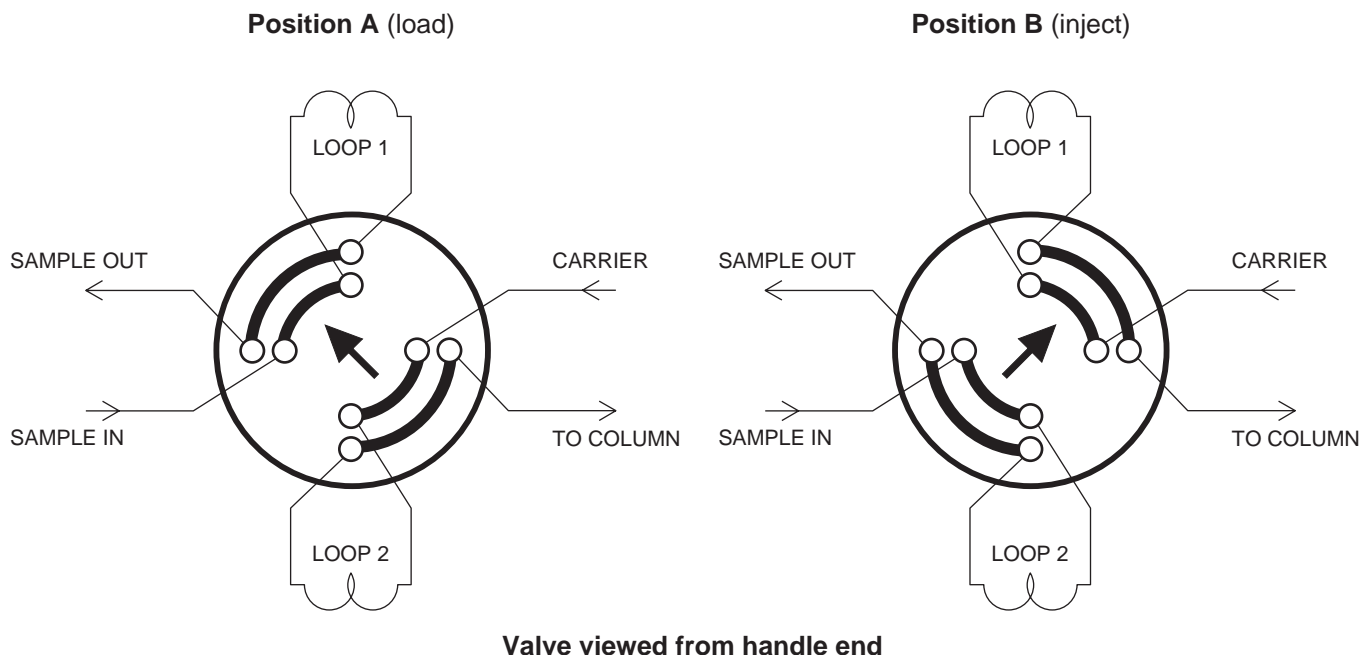 Position A (load)
LOOP 1
SAMPLE OUT
CARRIER
SAMPLE IN
TO COLUMN
LOOP 2
Position B (inject)
LOOP 1
SAMPLE OUT
CARRIER
SAMPLE IN
TO COLUMN
LOOP 2
Valve viewed from handle end